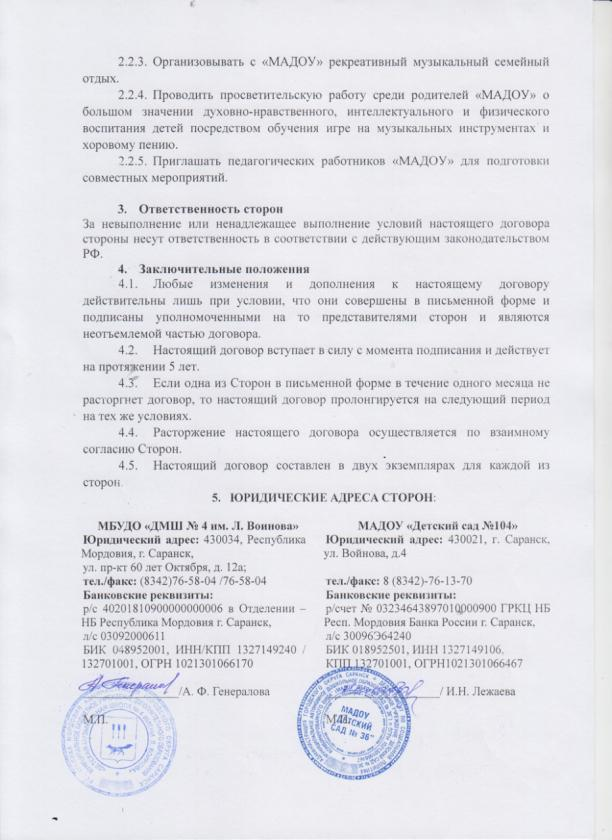 2.2.3. Организовывать с «МАДОУ» рекреативный музыкальный семейный
отдых.
2.2.4. Проводить просветительскую работу среди родителей «МАДОУ» о
большом значении духовно-нравственного, интеллектуального и физического
воспитания детей посредством обучения игре на музыкальных инструментах и
хоровому пению.
2.2.5. Приглашать педагогических работников «МАДОУ» для подготовки
совместных мероприятий.
3. Ответственность сторон
За невыполнение или ненадлежащее выполнение условий настоящего договора
стороны несут ответственность в соответствии с действующим законодательством
РФ.
4. Заключительные положения
4.1. Любые изменения и дополнения к настоящему договору
действительны лишь при условии, что они совершены в письменной форме и
подписаны уполномоченными на то представителями сторон и являются
неотъемлемой частью договора.
4.2. Настоящий договор вступает в силу с момента подписания и действует
на протяжении 5 лет.
4.3. Если одна из Сторон в письменной форме в течение одного месяца не
расторгнет договор, то настоящий договор пролонгируется на следующий период
на тех же условиях.
4.4. Расторжение настоящего договора осуществляется по взаимному
согласию Сторон.
4.5. Настоящий договор составлен в двух экземплярах для каждой из
сторон.
5. ЮРИДИЧЕСКИЕ АДРЕСА СТОРОН:
МБУДО «ДМШ № 4 им. Л. Воинова»
Юридический адрес: 430034, Республика
Мордовия, г. Саранск,
ул. пр-кт 60 лет Октября, д. 12а;
тел./факс: (8342)76-58-04 /76-58-04
Банковские реквизиты:
р/с 40201810900000000006 в Отделении –
НБ Республика Мордовия г. Саранск,
л/с 03092000611
БИК 048952001, ИНН/КПП 1327149240 /
132701001, ОГРН 1021301066170
/А. Ф. Генералова
М.П.
МАДОУ «Детский сад №104»
Юридический адрес: 430021, г. Саранск,
ул. Войнова, д.4
тел./факс: 8 (8342)-76-13-70
Банковские реквизиты:
р/счет № 03234643897010000900 ГРКЦ НБ
Респ. Мордовия Банка России г. Саранск,
л/с 30096Э64240
БИК 018952501, ИНН 1327149106.
КПП 132701001, ОГРН1021301066467
/ И.Н. Лежаева
М.П.
МАДОУ
"ДЕТСКИЙ
САД № 36"